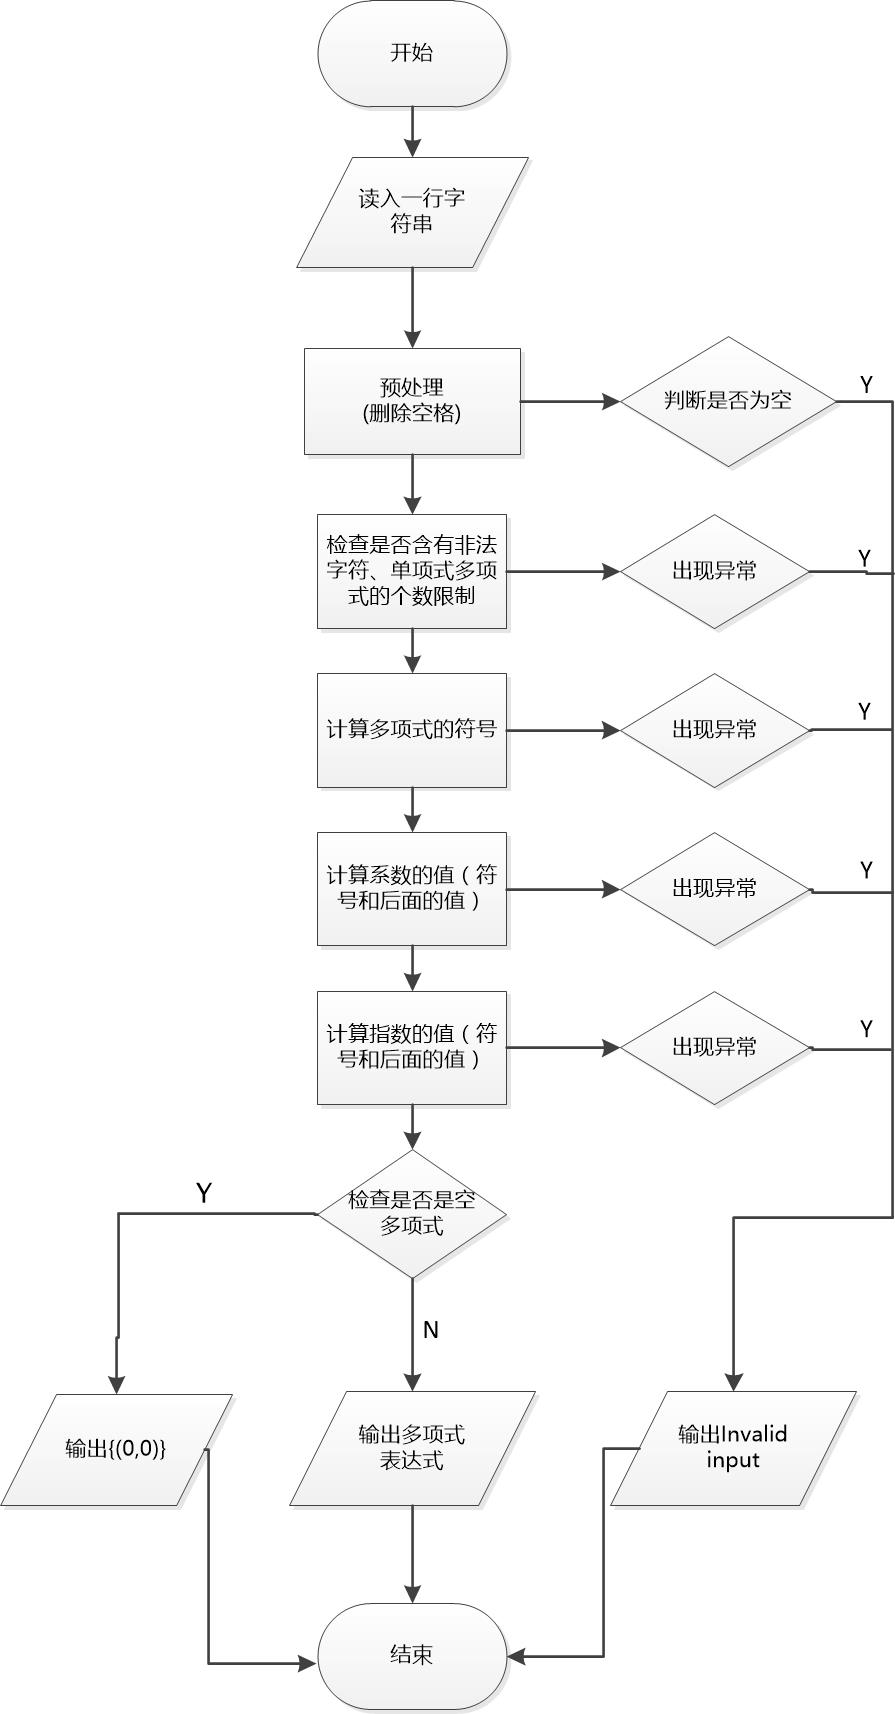 开始
读入一行字
符串
预处理
(删除空格)
判断是否为空
Y
检查是否含有非法
字符、单项式多项
式的个数限制
出现异常
Y
计算多项式的符号
出现异常
Y
计算系数的值（符
号和后面的值）
出现异常
Y
计算指数的值（符
号和后面的值）
出现异常
Y
检查是否是空
多项式
Y
N
输出{(0,0)}
输出多项式
表达式
输出Invalid
input
结束